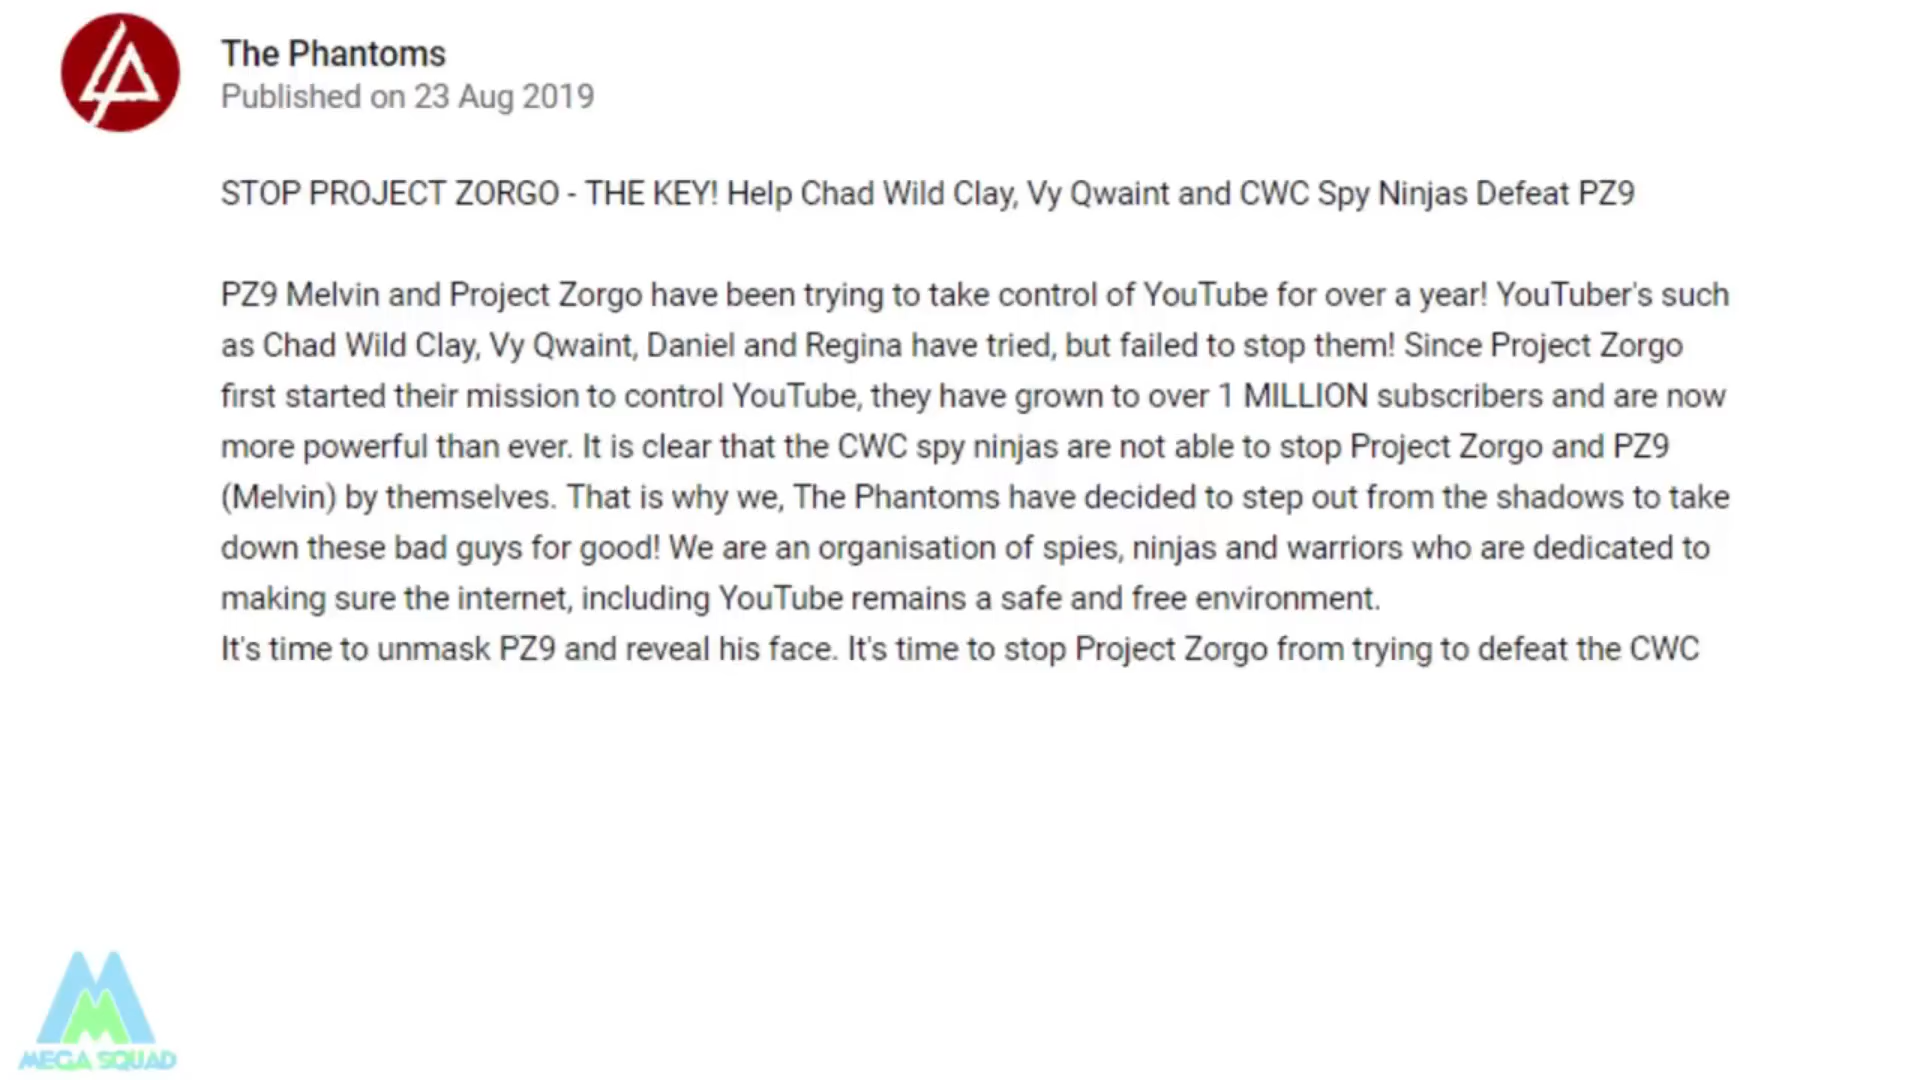 The Phantoms
Published on 23 Aug 2019
STOP PROJECT ZORGO - THE KEY! Help Chad Wild Clay, Vy Qwaint and CWC Spy Ninjas Defeat PZ9
PZ9 Melvin and Project Zorgo have been trying to take control of YouTube for over a year! YouTuber's such
as Chad Wild Clay, Vy Qwaint, Daniel and Regina have tried, but failed to stop them! Since Project Zorgo
first started their mission to control YouTube, they have grown to over 1 MILLION subscribers and are now
more powerful than ever. It is clear that the CWC spy ninjas are not able to stop Project Zorgo and PZ9
(Melvin) by themselves. That is why we, The Phantoms have decided to step out from the shadows to take
down these bad guys for good! We are an organisation of spies, ninjas and warriors who are dedicated to
making sure the internet, including YouTube remains a safe and free environment.
It's time to unmask PZ9 and reveal his face. It's time to stop Project Zorgo from trying to defeat the CWC
MEGA SQUAD